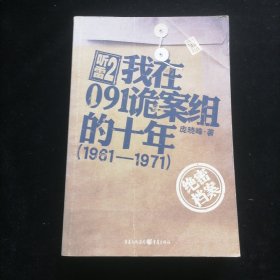 听雷2
我在
091诡案组
的十年
(1961—1971)
庞晓峰·著
绝密
档案